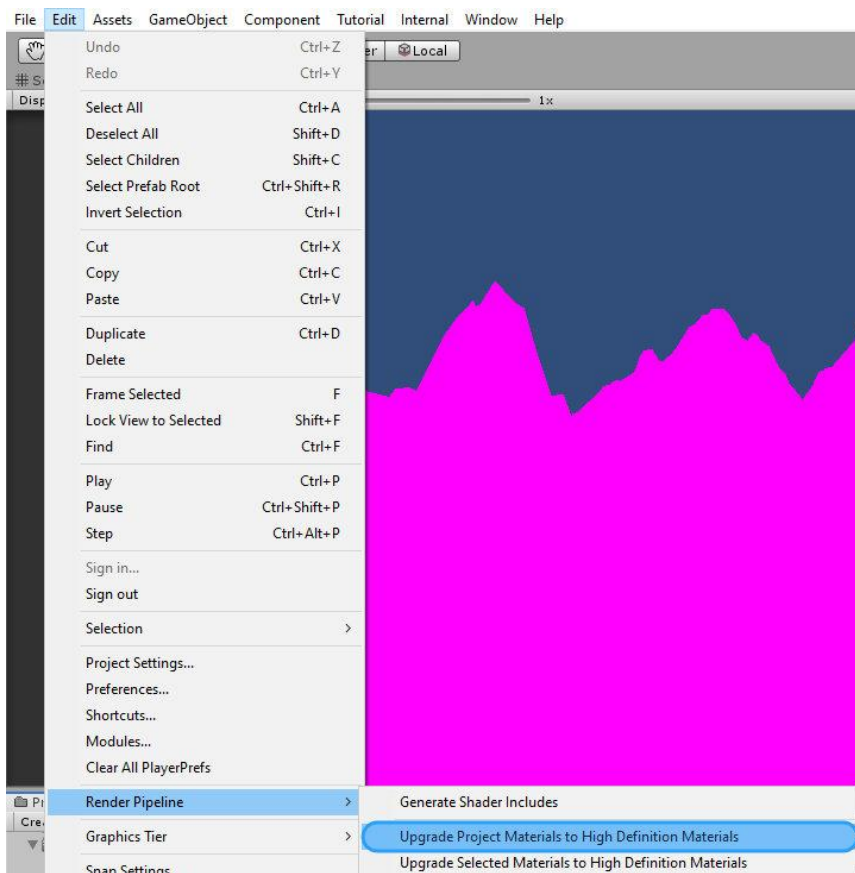 File Edit Assets GameObject Component Tutorial Internal Window Help
Undo Ctrl+Z
Local
Redo Ctrl+Y
1x
Select All Ctrl+A
Deselect All Shift+D
Select Children Shift+C
Select Prefab Root Ctrl+Shift+R
Invert Selection Ctrl+I
Cut Ctrl+X
Copy Ctrl+C
Paste Ctrl+V
Duplicate Ctrl+D
Delete
Frame Selected F
Lock View to Selected Shift+F
Find Ctrl+F
Play Ctrl+P
Pause Ctrl+Shift+P
Step Ctrl+Alt+P
Sign in...
Sign out
Selection
Project Settings...
Preferences...
Shortcuts...
Modules...
Clear All PlayerPrefs
Render Pipeline
Generate Shader Includes
Graphics Tier
Upgrade Project Materials to High Definition Materials
Snap Settings
Upgrade Selected Materials to High Definition Materials